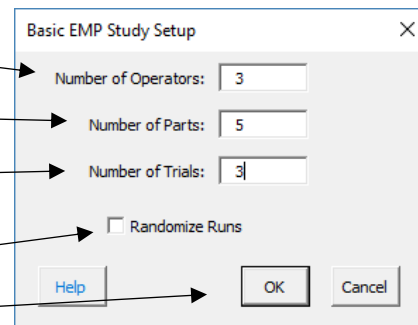 Basic EMP Study Setup
Number of Operators: 3
Number of Parts: 5
Number of Trials: 3
Randomize Runs
Help OK Cancel